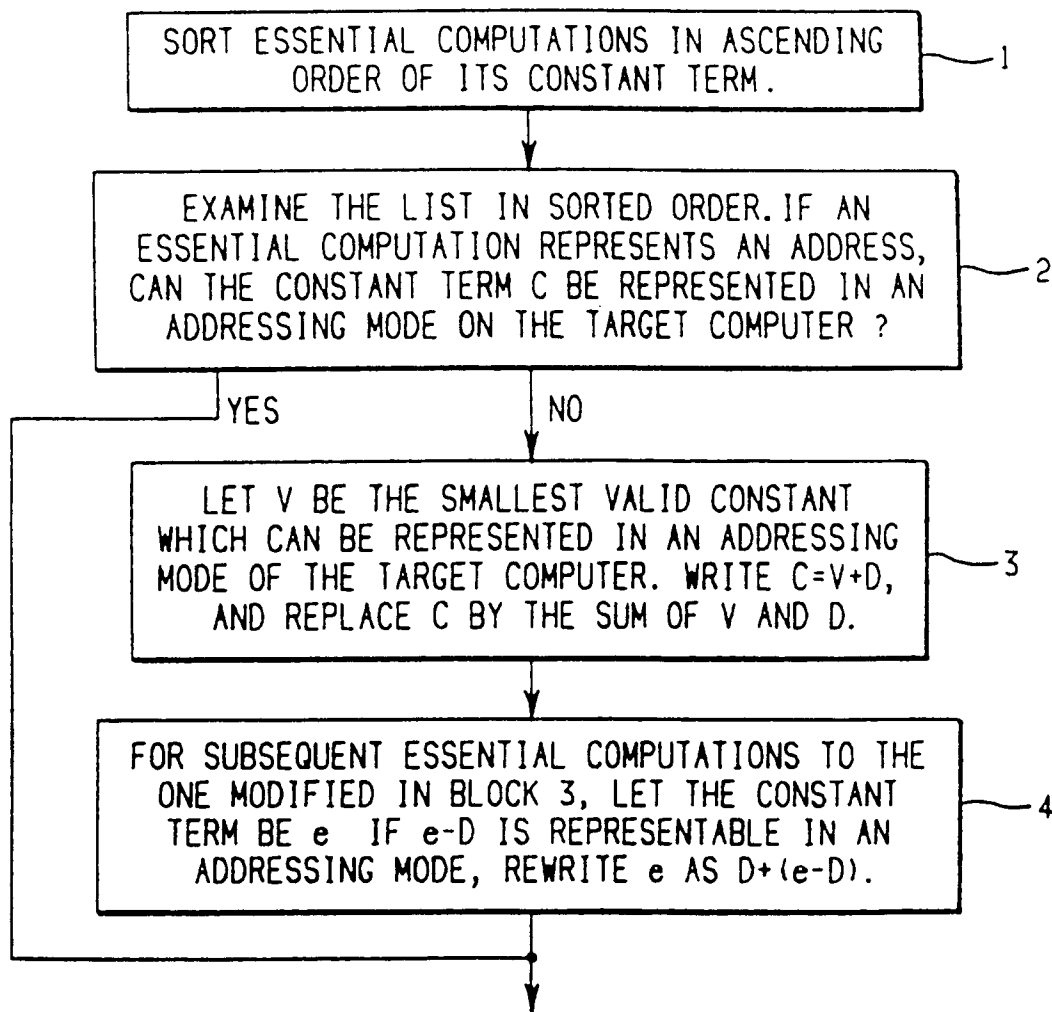 SORT ESSENTIAL COMPUTATIONS IN ASCENDING
ORDER OF ITS CONSTANT TERM.
1
EXAMINE THE LIST IN SORTED ORDER. IF AN
ESSENTIAL COMPUTATION REPRESENTS AN ADDRESS,
CAN THE CONSTANT TERM C BE REPRESENTED IN AN
ADDRESSING MODE ON THE TARGET COMPUTER ?
2
YES
NO
LET V BE THE SMALLEST VALID CONSTANT
WHICH CAN BE REPRESENTED IN AN ADDRESSING
MODE OF THE TARGET COMPUTER. WRITE C=V+D,
AND REPLACE C BY THE SUM OF V AND D.
3
FOR SUBSEQUENT ESSENTIAL COMPUTATIONS TO THE
ONE MODIFIED IN BLOCK 3, LET THE CONSTANT
TERM BE e IF e-D IS REPRESENTABLE IN AN
ADDRESSING MODE, REWRITE e AS D+(e-D).
4